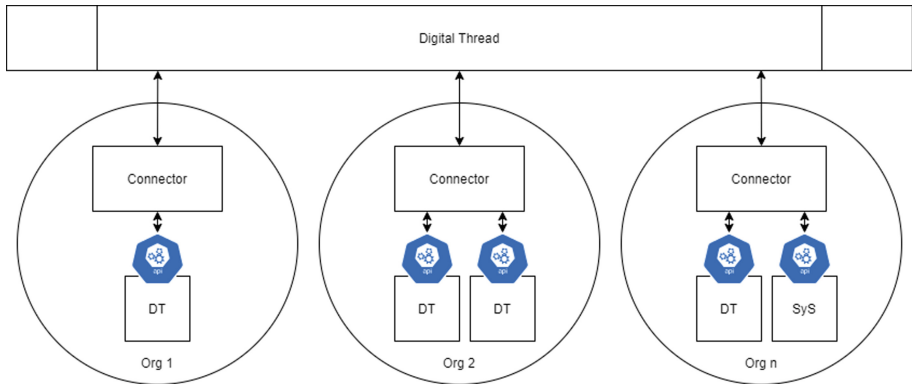 Digital Thread
Connector
Connector
Connector
api
api
api
api
api
DT
DT
DT
DT
SyS
Org 1
Org 2
Org n